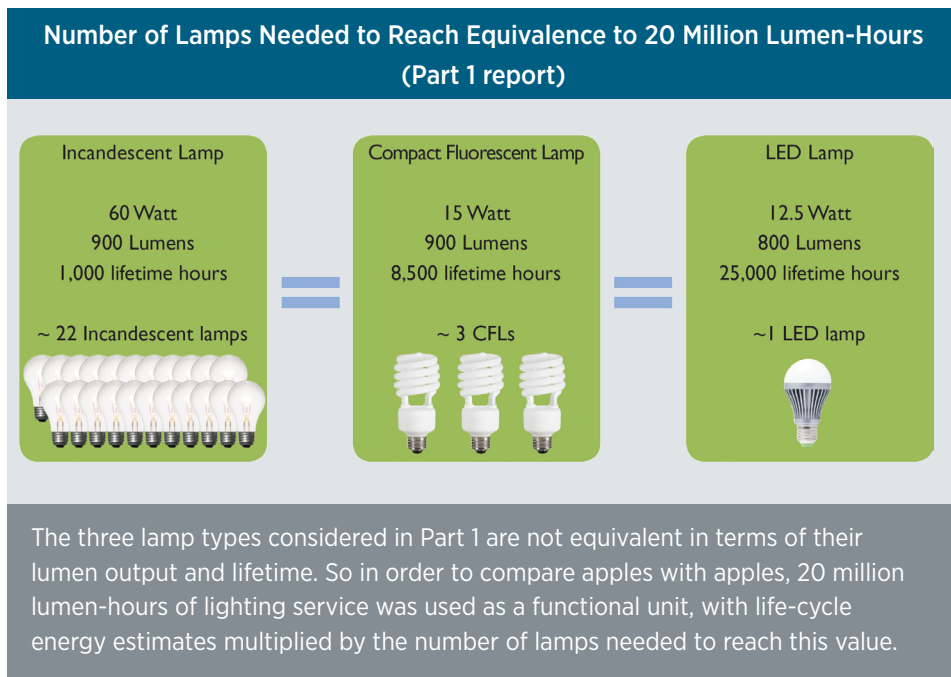 Number of Lamps Needed to Reach Equivalence to 20 Million Lumen-Hours
(Part 1 report)
Incandescent Lamp
60 Watt
900 Lumens
1,000 lifetime hours
~ 22 Incandescent lamps
Compact Fluorescent Lamp
15 Watt
900 Lumens
8,500 lifetime hours
~ 3 CFLs
LED Lamp
12.5 Watt
800 Lumens
25,000 lifetime hours
~1 LED lamp
The three lamp types considered in Part 1 are not equivalent in terms of their
lumen output and lifetime. So in order to compare apples with apples, 20 million
lumen-hours of lighting service was used as a functional unit, with life-cycle
energy estimates multiplied by the number of lamps needed to reach this value.